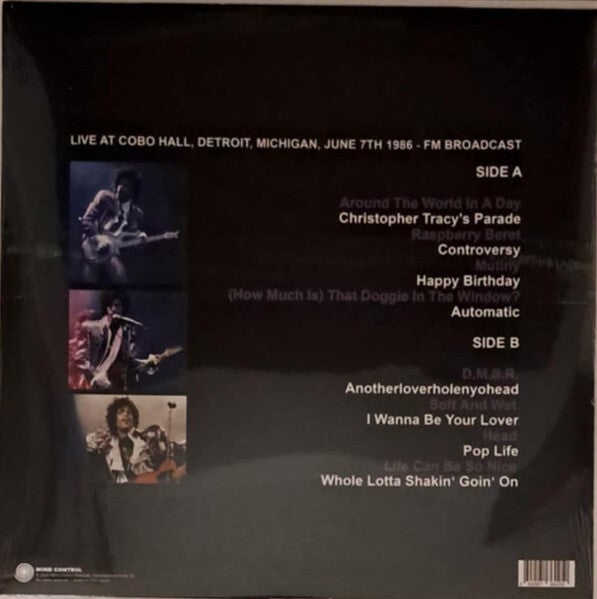 LIVE AT COBO HALL, DETROIT, MICHIGAN, JUNE 7TH 1986 - FM BROADCAST
SIDE A
Around The World In A Day
Christopher Tracy's Parade
Raspberry Beret
Controversy
Mutiny
Happy Birthday
(How Much Is) That Doggie In The Window?
Automatic
SIDE B
D.M.S.R.
Anotherloverholenyohead
Soft And Wet
I Wanna Be Your Lover
Head
Pop Life
Life Can Be So Nice
Whole Lotta Shakin' Goin' On
MIND CONTROL